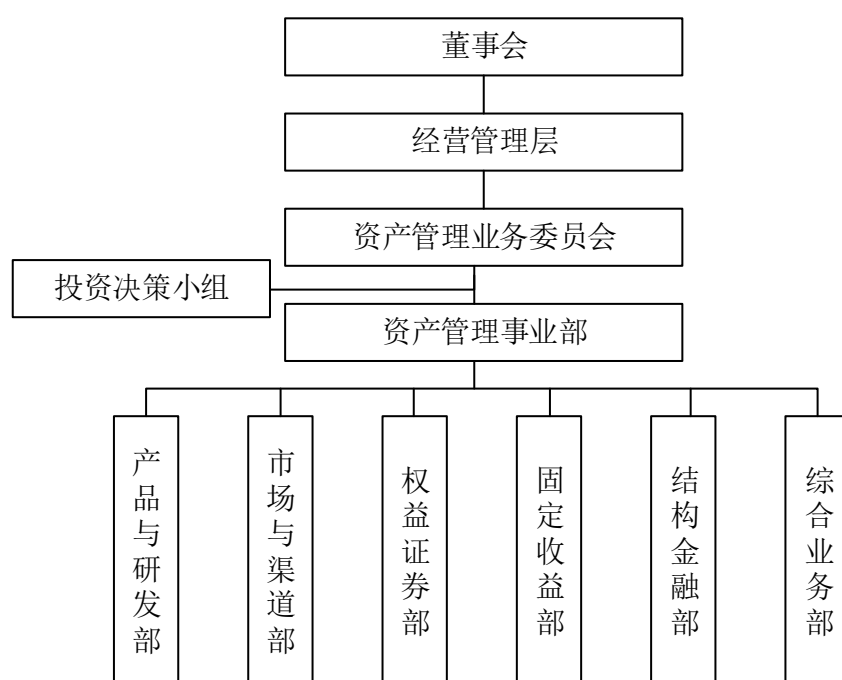 董事会
经营管理层
资产管理业务委员会
投资决策小组
资产管理事业部
产品与研发部
市场与渠道部
权益证券部
固定收益部
结构金融部
综合业务部